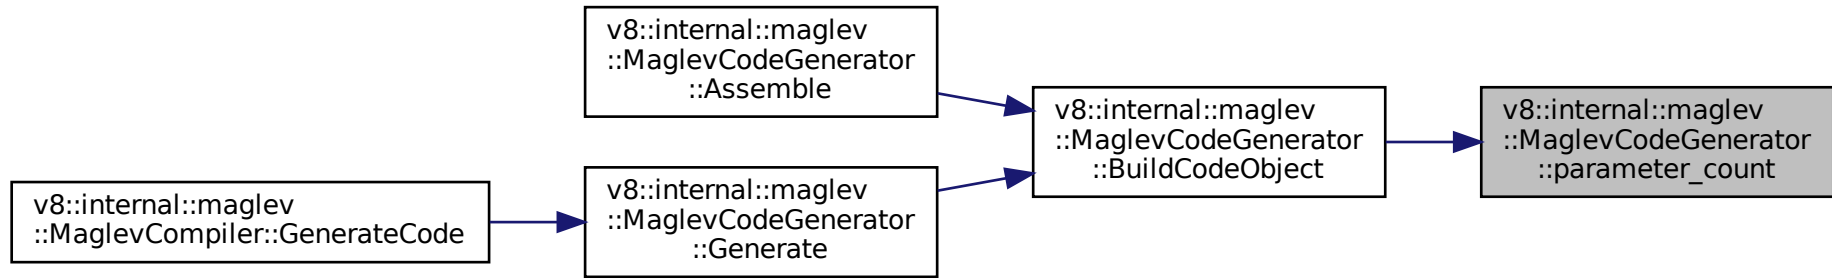 v8::internal::maglev
::MaglevCodeGenerator
::Assemble
v8::internal::maglev
::MaglevCodeGenerator
::BuildCodeObject
v8::internal::maglev
::MaglevCodeGenerator
::parameter_count
v8::internal::maglev
::MaglevCompiler::GenerateCode
v8::internal::maglev
::MaglevCodeGenerator
::Generate